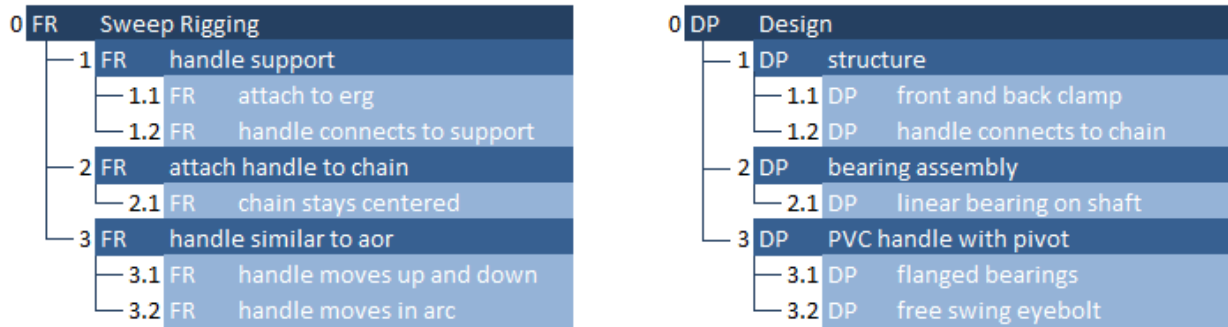 0 FR Sweep Rigging
1 FR handle support
1.1 FR attach to erg
1.2 FR handle connects to support
2 FR attach handle to chain
2.1 FR chain stays centered
3 FR handle similar to aor
3.1 FR handle moves up and down
3.2 FR handle moves in arc
0 DP Design
1 DP structure
1.1 DP front and back clamp
1.2 DP handle connects to chain
2 DP bearing assembly
2.1 DP linear bearing on shaft
3 DP PVC handle with pivot
3.1 DP flanged bearings
3.2 DP free swing eyebolt